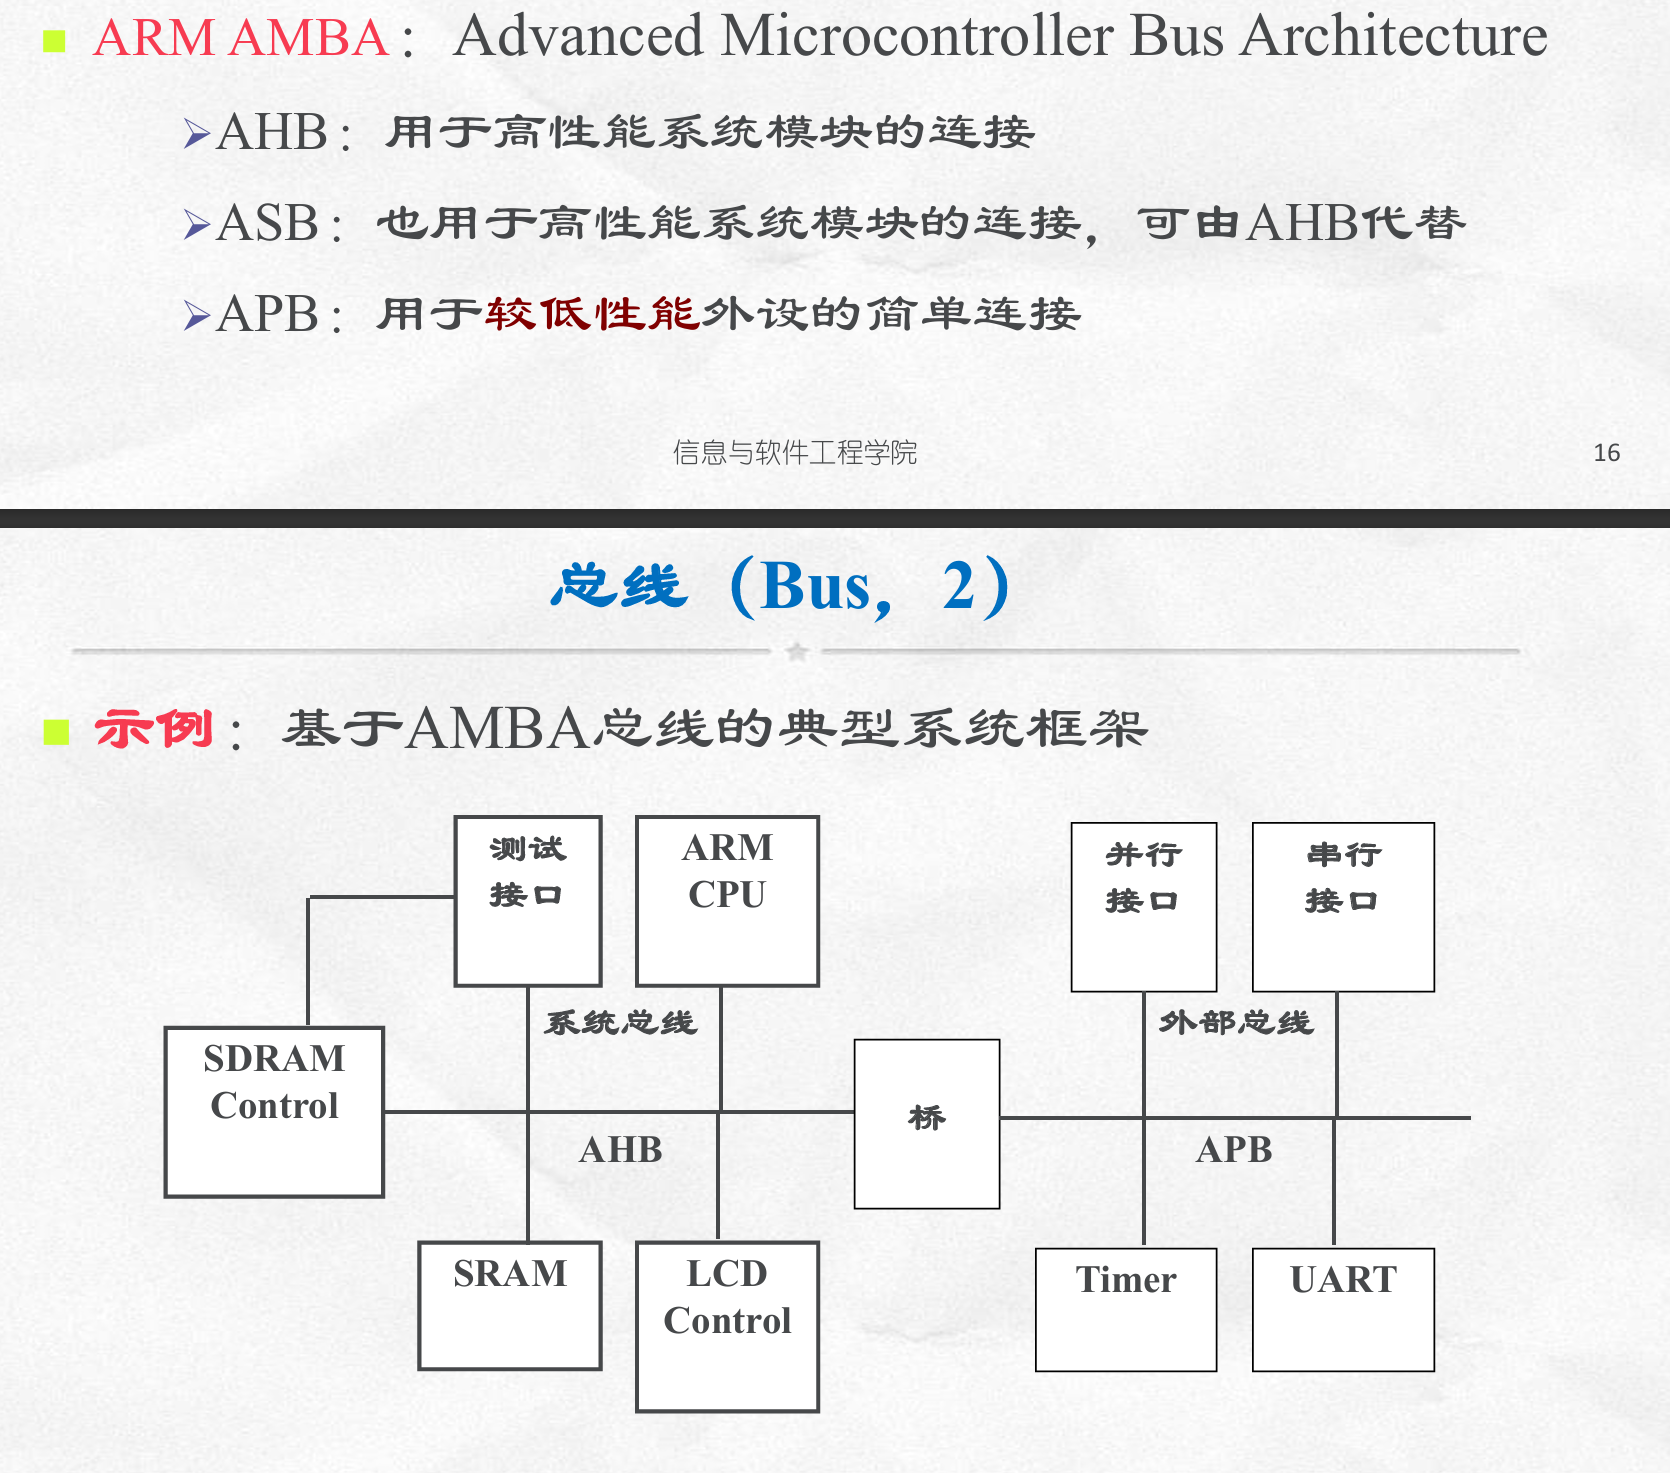 ARM AMBA： Advanced Microcontroller Bus Architecture
AHB：用于高性能系统模块的连接
ASB：也用于高性能系统模块的连接，可由AHB代替
APB：用于较低性能外设的简单连接
信息与软件工程学院
16
总线（Bus，2）
示例：基于AMBA总线的典型系统框架
测试
接口
ARM
CPU
并行
接口
串行
接口
系统总线
外部总线
SDRAM
Control
桥
AHB
APB
SRAM
LCD
Control
Timer
UART